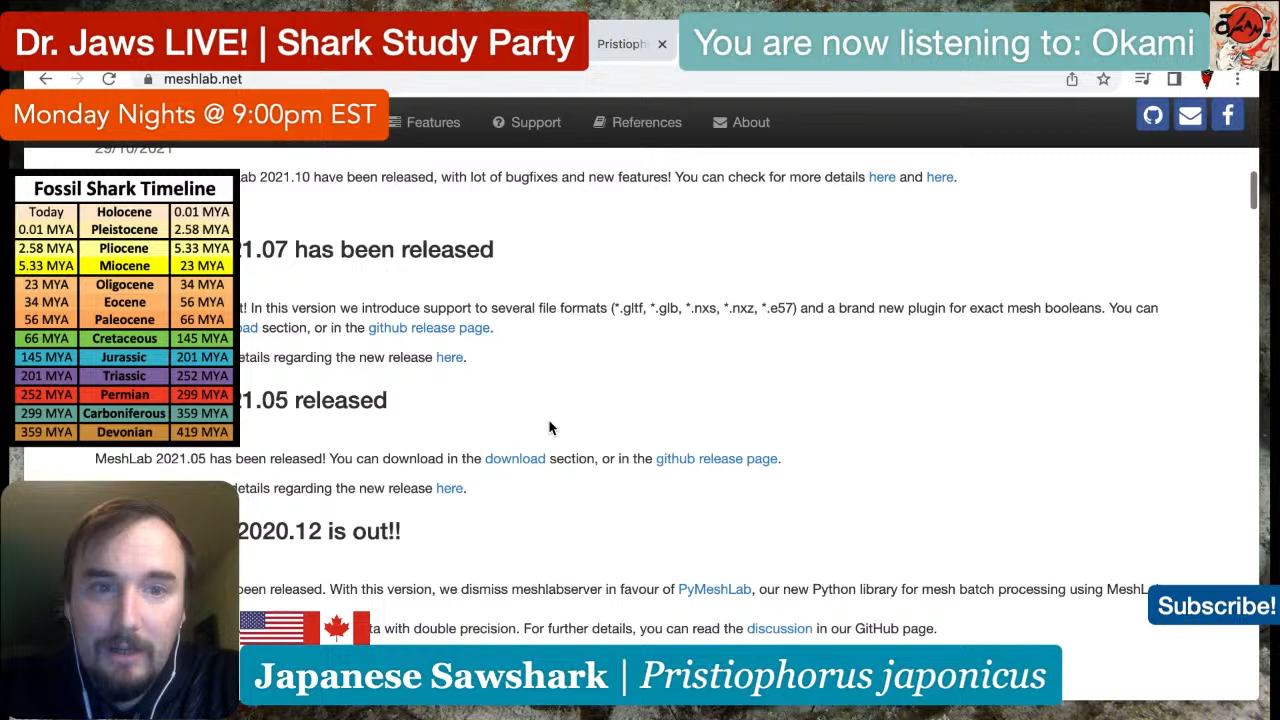 Dr. Jaws LIVE! | Shark Study Party
Pristioph
You are now listening to: Okami
meshlab.net
Monday Nights @ 9:00pm EST
Features
Support
References
About
29/10/2021
ab 2021.10 have been released, with lot of bugfixes and new features! You can check for more details here and here.
Fossil Shark Timeline
Today Holocene 0.01 MYA
0.01 MYA Pleistocene 2.58 MYA
2.58 MYA Pliocene 5.33 MYA
5.33 MYA Miocene 23 MYA
23 MYA Oligocene 34 MYA
34 MYA Eocene 56 MYA
56 MYA Paleocene 66 MYA
66 MYA Cretaceous 145 MYA
145 MYA Jurassic 201 MYA
201 MYA Triassic 252 MYA
252 MYA Permian 299 MYA
299 MYA Carboniferous 359 MYA
359 MYA Devonian 419 MYA
21.07 has been released
t! In this version we introduce support to several file formats (*.gltf, *.glb, *.nxs, *.nxz, *.e57) and a brand new plugin for exact mesh booleans. You can
ad section, or in the github release page.
etails regarding the new release here.
21.05 released
MeshLab 2021.05 has been released! You can download in the download section, or in the github release page.
details regarding the new release here.
2020.12 is out!!
been released. With this version, we dismiss meshlabserver in favour of PyMeshLab, our new Python library for mesh batch processing using MeshL
ta with double precision. For further details, you can read the discussion in our GitHub page.
Subscribe!
Japanese Sawshark | Pristiophorus japonicus